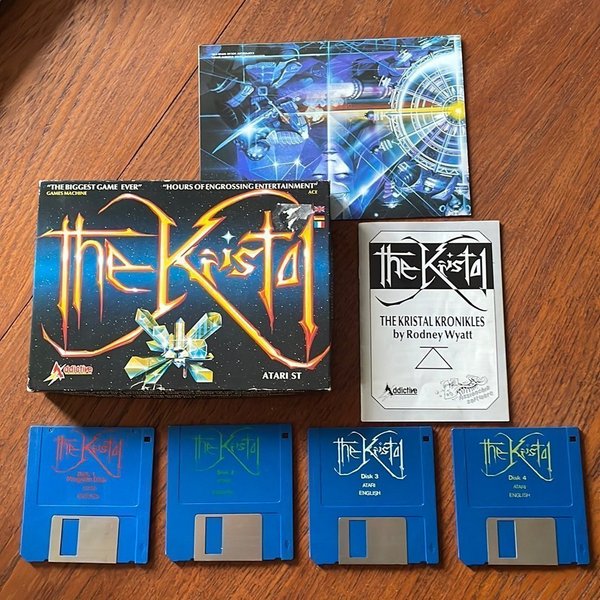 "THE BIGGEST GAME EVER"
GAMES MACHINE
"HOURS OF ENGROSSING ENTERTAINMENT"
ACE
the Kristal
Addictive
ATARI ST
the Kristal
THE KRISTAL KRONIKLES
by Rodney Wyatt
Addictive
the Kristal
the Kristal
Disk 2
the Kristal
Disk 3
ATARI
ENGLISH
the Kristal
Disk 4
ATARI
ENGLISH